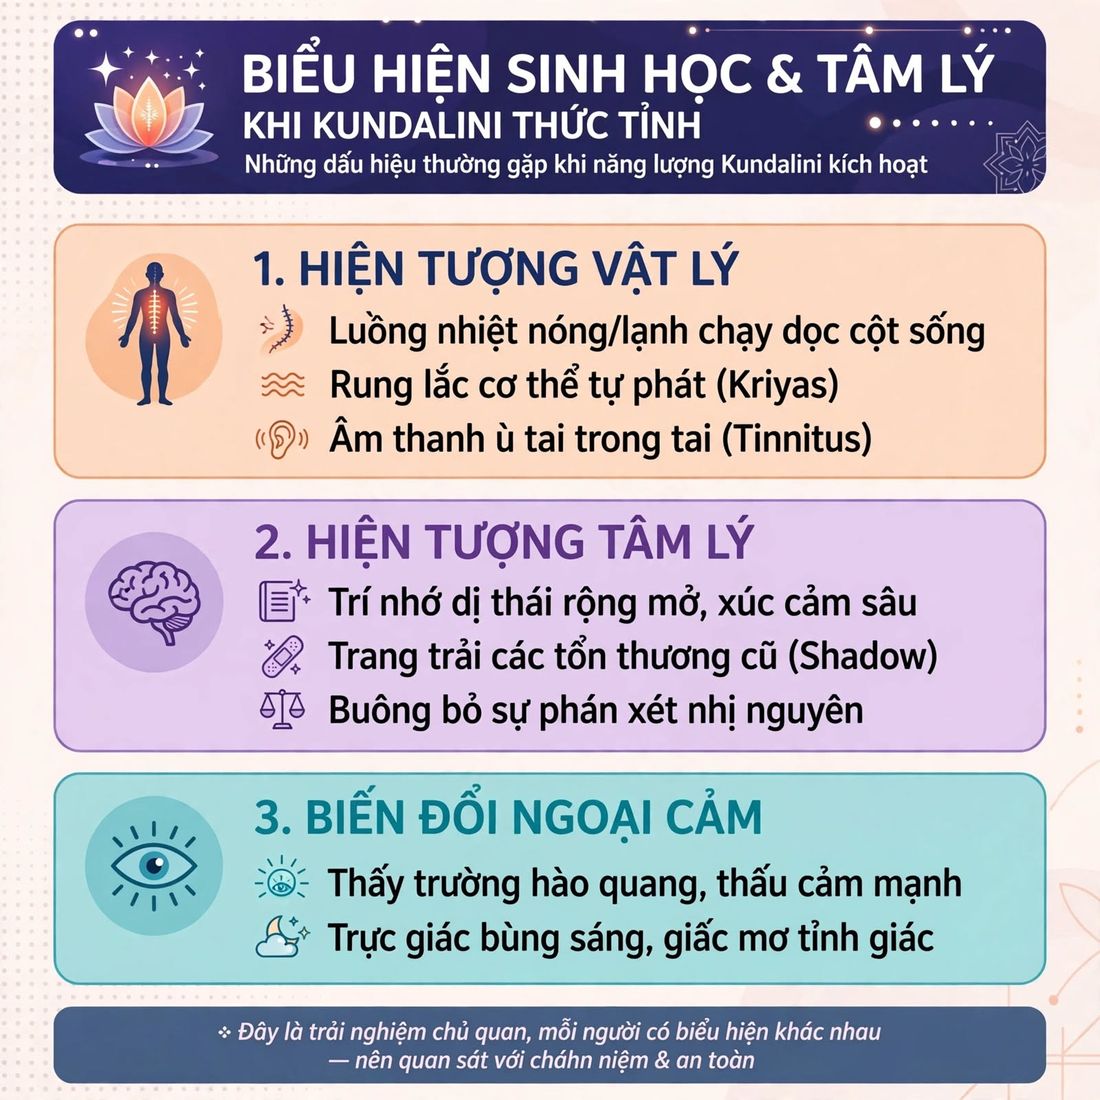 BIỂU HIỆN SINH HỌC & TÂM LÝ
KHI KUNDALINI THỨC TỈNH
Những dấu hiệu thường gặp khi năng lượng Kundalini kích hoạt
1. HIỆN TƯỢNG VẬT LÝ
Luồng nhiệt nóng/lạnh chạy dọc cột sống
Rung lắc cơ thể tự phát (Kriyas)
Âm thanh ù tai trong tai (Tinnitus)
2. HIỆN TƯỢNG TÂM LÝ
Trí nhớ dị thái rộng mở, xúc cảm sâu
Trang trải các tổn thương cũ (Shadow)
Buông bỏ sự phán xét nhị nguyên
3. BIẾN ĐỔI NGOẠI CẢM
Thấy trường hào quang, thấu cảm mạnh
Trực giác bùng sáng, giấc mơ tỉnh giác
❖ Đây là trải nghiệm chủ quan, mỗi người có biểu hiện khác nhau
— nên quan sát với cháhn niệm & an toàn